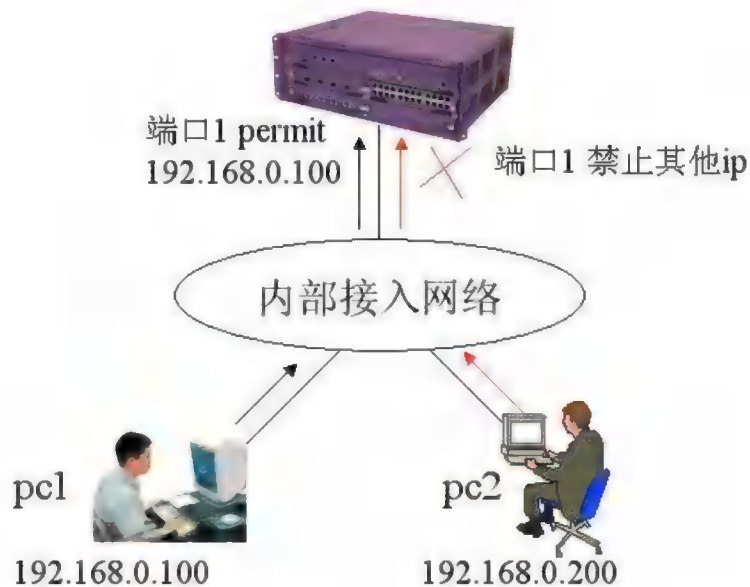 端口1 permit
192.168.0.100
端口1 禁止其他ip
内部接入网络
pc1
pc2
192.168.0.100
192.168.0.200